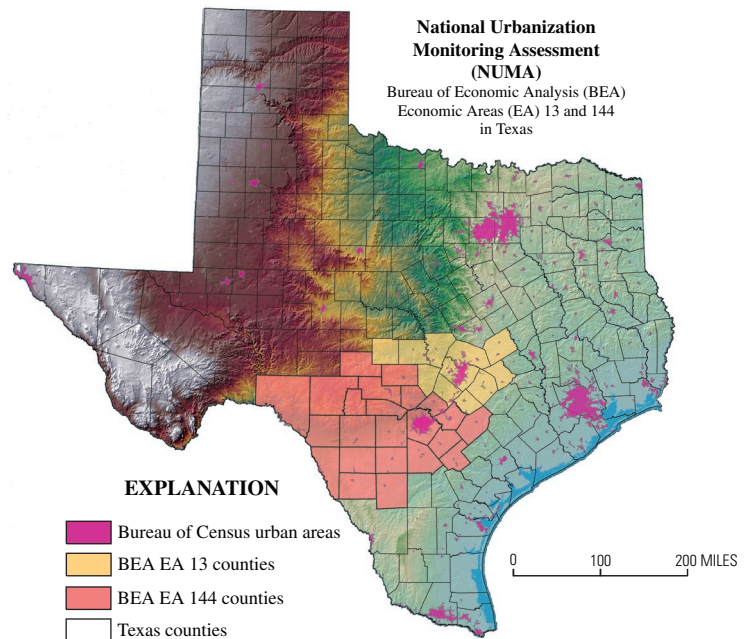 National Urbanization
Monitoring Assessment
(NUMA)
Bureau of Economic Analysis (BEA)
Economic Areas (EA) 13 and 144
in Texas
EXPLANATION
Bureau of Census urban areas
BEA EA 13 counties
BEA EA 144 counties
Texas counties
0 100 200 MILES